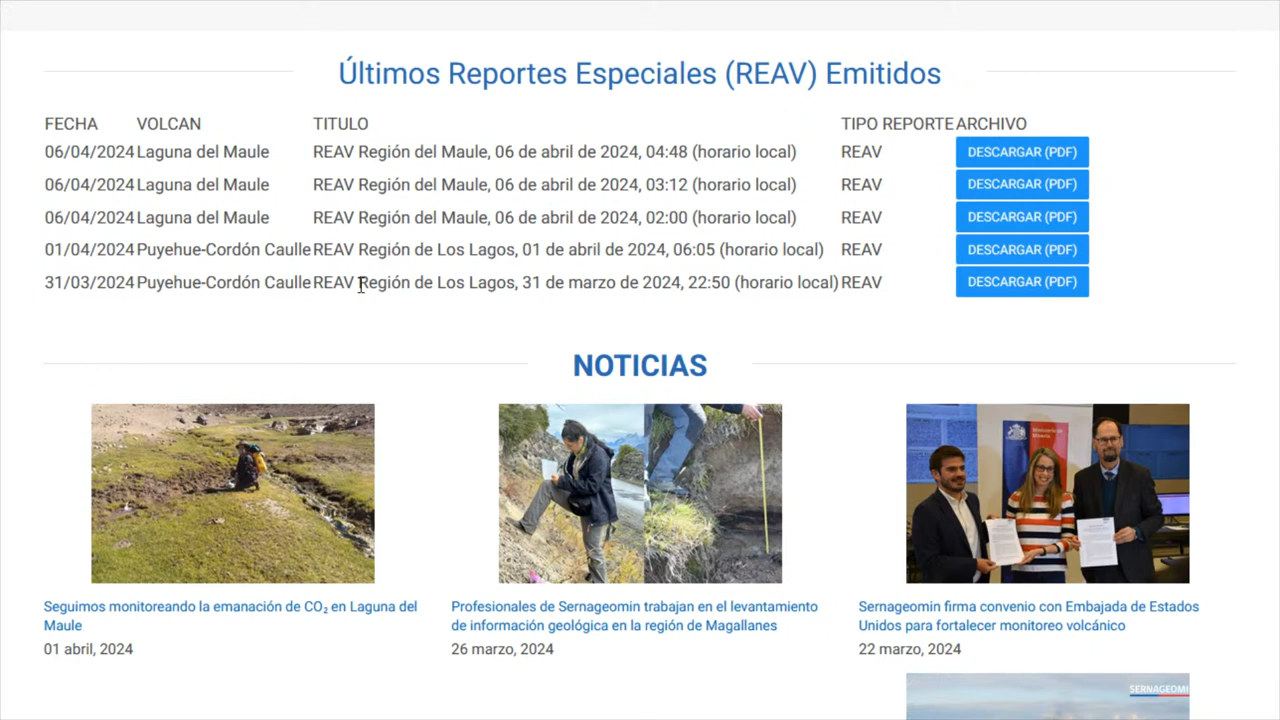 Últimos Reportes Especiales (REAV) Emitidos
FECHA VOLCAN TITULO TIPO REPORTE ARCHIVO
06/04/2024 Laguna del Maule REAV Región del Maule, 06 de abril de 2024, 04:48 (horario local) REAV DESCARGAR (PDF)
06/04/2024 Laguna del Maule REAV Región del Maule, 06 de abril de 2024, 03:12 (horario local) REAV DESCARGAR (PDF)
06/04/2024 Laguna del Maule REAV Región del Maule, 06 de abril de 2024, 02:00 (horario local) REAV DESCARGAR (PDF)
01/04/2024 Puyehue-Cordón Caulle REAV Región de Los Lagos, 01 de abril de 2024, 06:05 (horario local) REAV DESCARGAR (PDF)
31/03/2024 Puyehue-Cordón Caulle REAV Región de Los Lagos, 31 de marzo de 2024, 22:50 (horario local) REAV DESCARGAR (PDF)
NOTICIAS
Seguimos monitoreando la emanación de CO₂ en Laguna del
Maule
01 abril, 2024
Profesionales de Sernageomin trabajan en el levantamiento
de información geológica en la región de Magallanes
26 marzo, 2024
Sernageomin firma convenio con Embajada de Estados
Unidos para fortalecer monitoreo volcánico
22 marzo, 2024
SERNAGEOMI